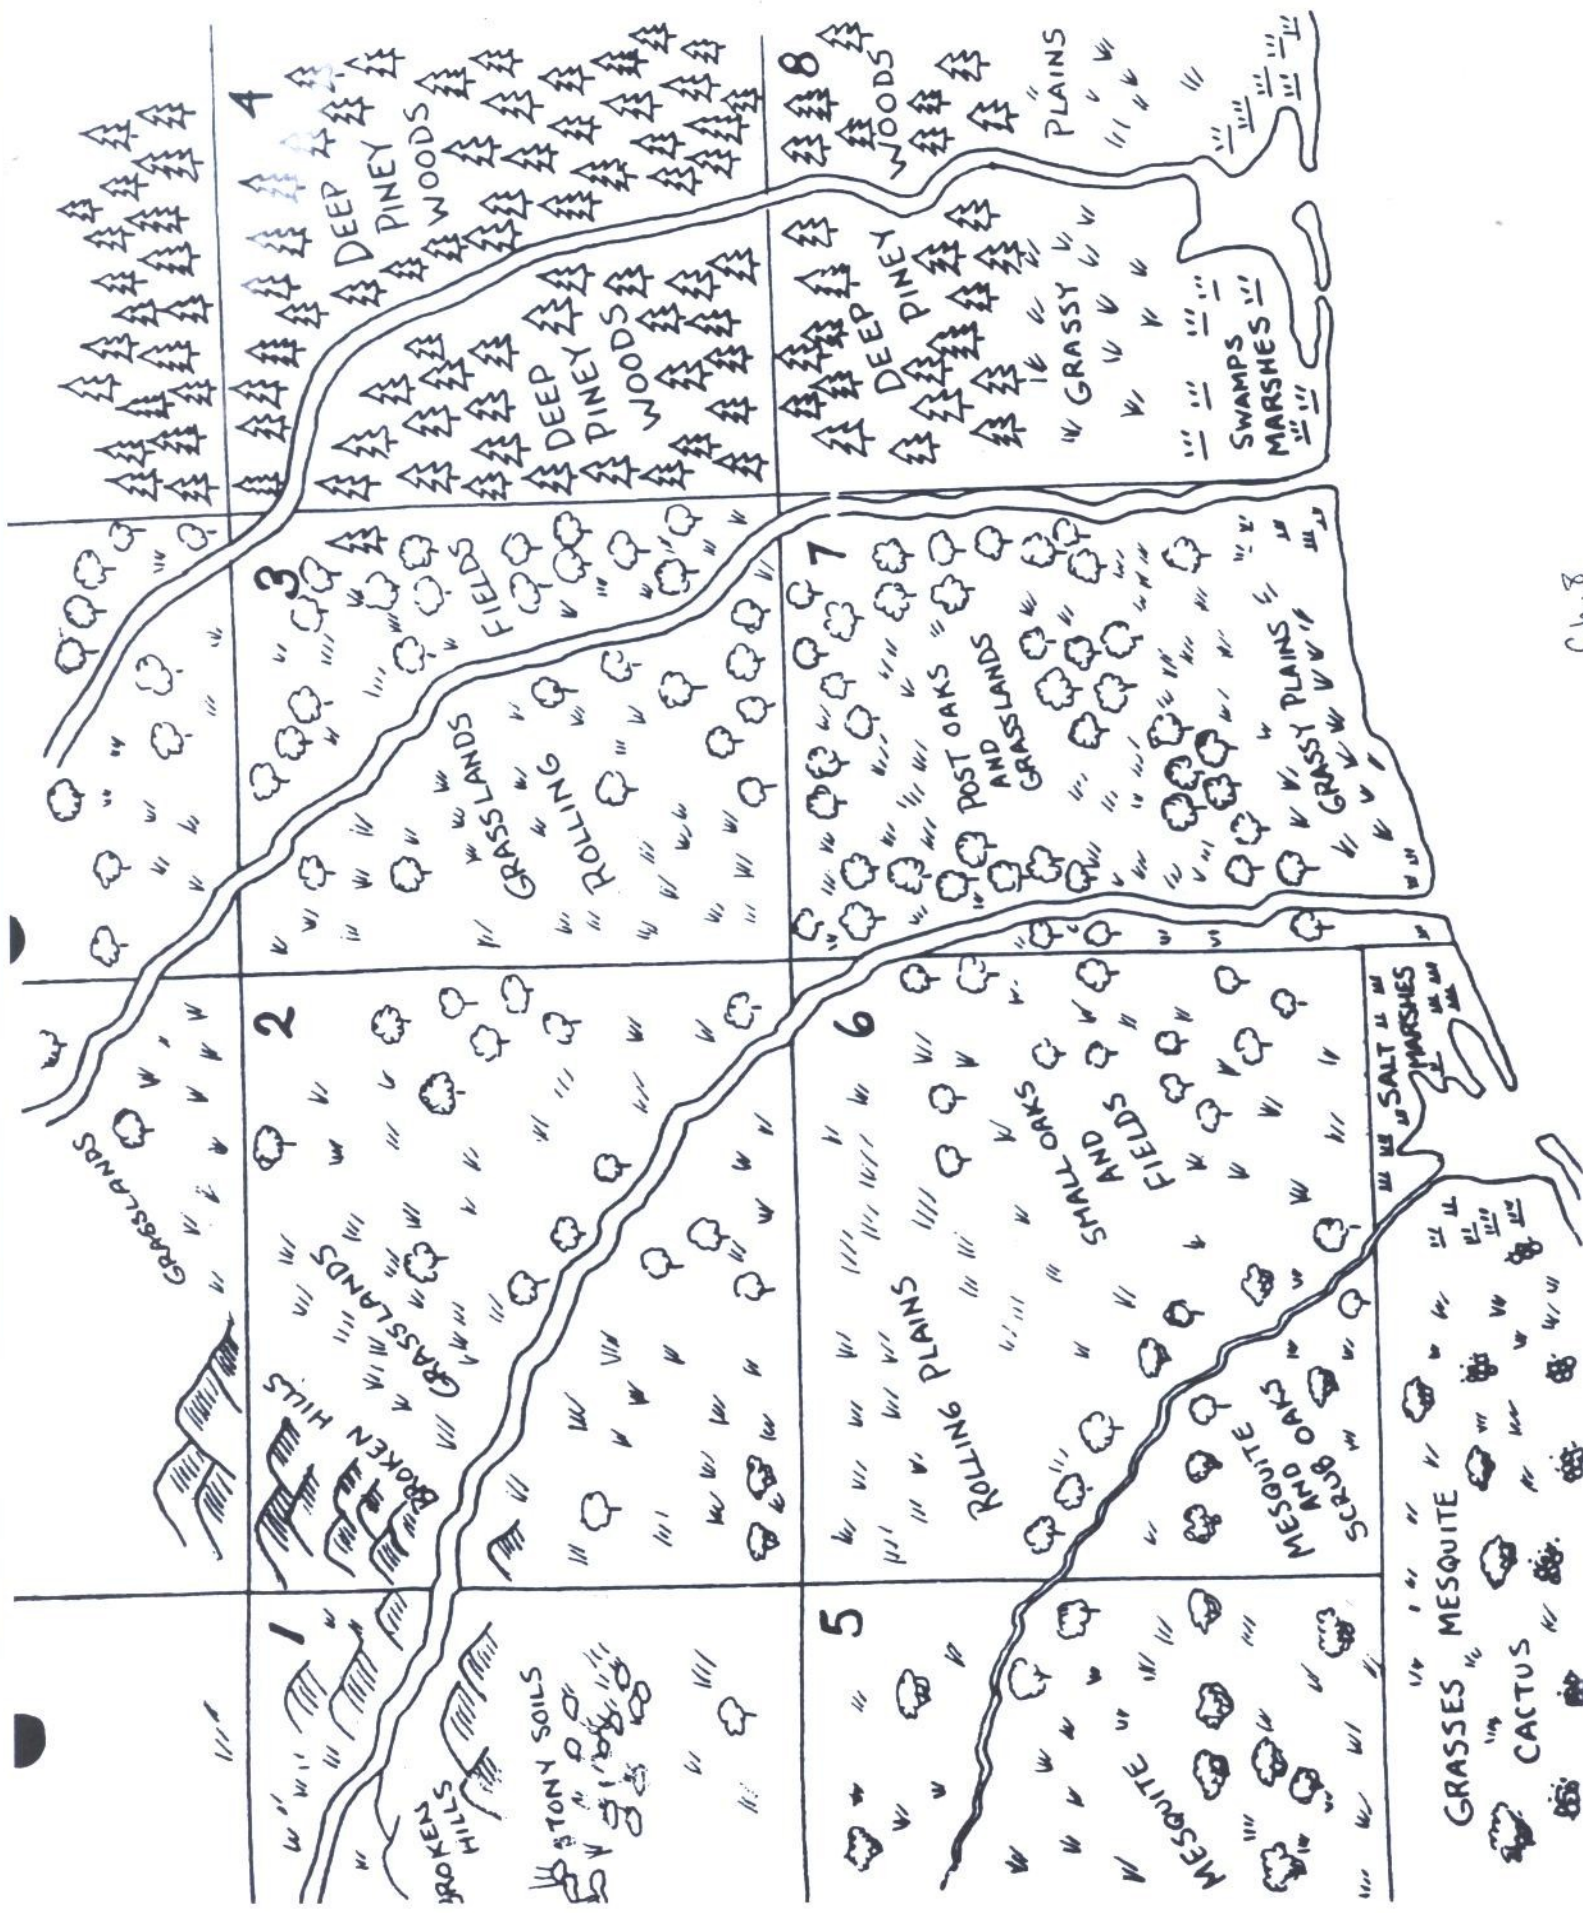 1
BROKEN
HILLS
STONY SOILS
2
BROKEN HILLS
GRASSLANDS
GRASSLANDS
3
FIELDS
GRASSLANDS
ROLLING
4
DEEP
PINEY
WOODS
DEEP
PINEY
WOODS
5
MESQUITE
6
ROLLING PLAINS
SMALL OAKS
AND
FIELDS
MESQUITE
AND
SCRUB OAKS
SALT
MARSHES
7
POST OAKS
AND
GRASSLANDS
GRASSY PLAINS
8
DEEP WOODS
PINEY
GRASSY PLAINS
SWAMPS
MARSHES
GRASSES MESQUITE
CACTUS
Ch. 8